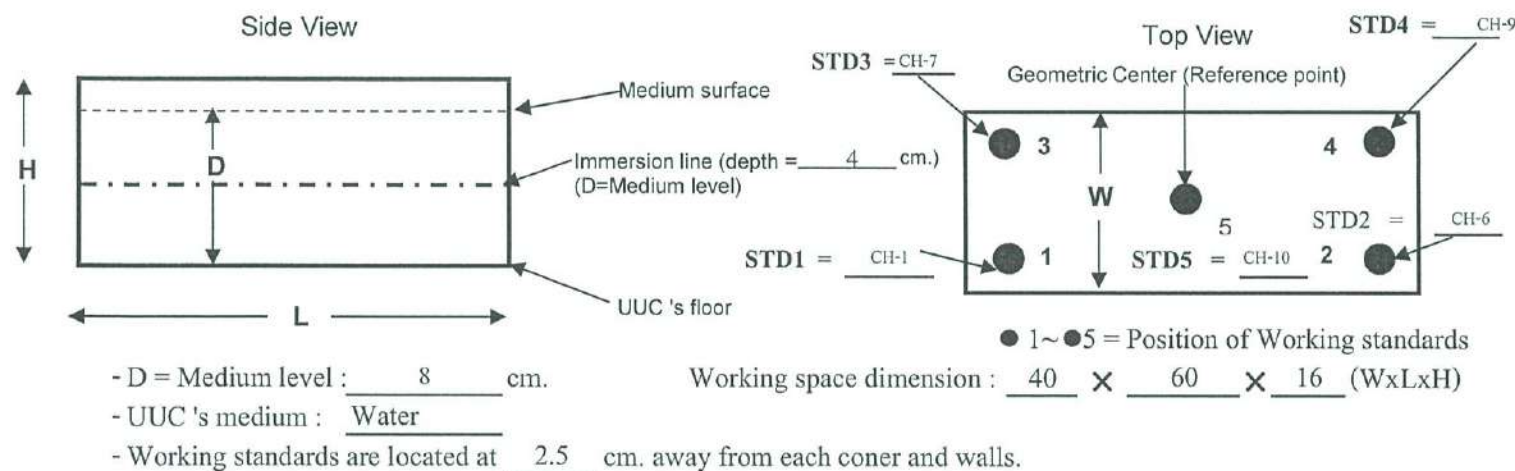 Side View
H
D
L
Medium surface
Immersion line (depth = 4 cm.)
(D=Medium level)
UUC 's floor
STD4 = CH-9
Top View
STD3 = CH-7
Geometric Center (Reference point)
3
4
W
5
STD2 = CH-6
STD1 = CH-1
1
STD5 = CH-10
2
● 1~ ●5 = Position of Working standards
- D = Medium level : 8 cm.
Working space dimension : 40 × 60 × 16 (WxLxH)
- UUC 's medium : Water
- Working standards are located at 2.5 cm. away from each coner and walls.